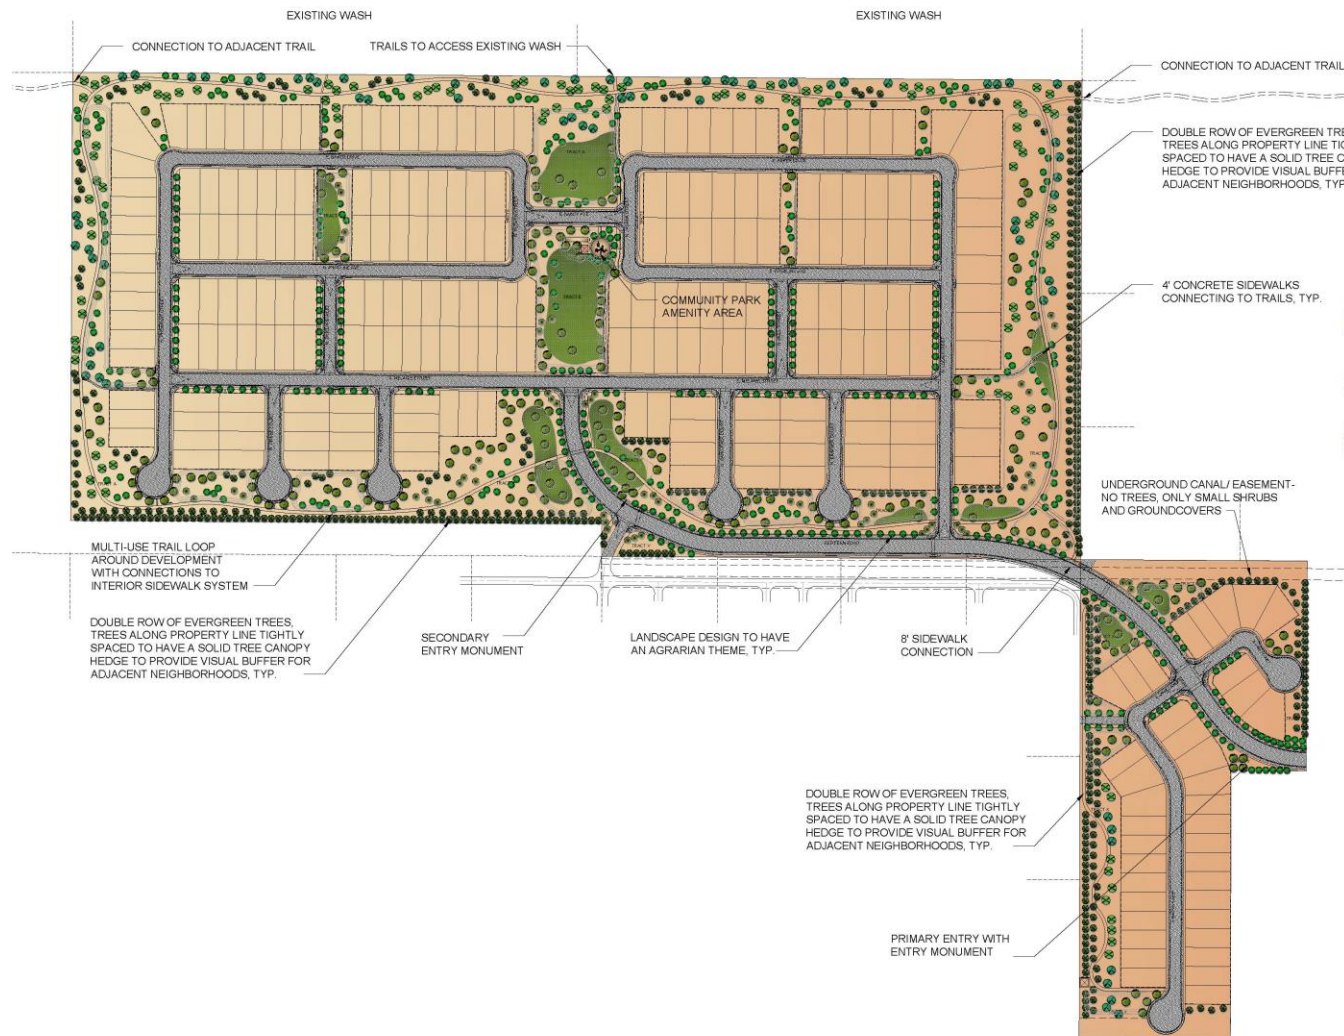 EXISTING WASH
EXISTING WASH
CONNECTION TO ADJACENT TRAIL
TRAILS TO ACCESS EXISTING WASH
CONNECTION TO ADJACENT TRAIL
DOUBLE ROW OF EVERGREEN TRE
TREES ALONG PROPERTY LINE TIG
SPACED TO HAVE A SOLID TREE C
HEDGE TO PROVIDE VISUAL BUFFE
ADJACENT NEIGHBORHOODS, TYP
4' CONCRETE SIDEWALKS
CONNECTING TO TRAILS, TYP.
COMMUNITY PARK
AMENITY AREA
UNDERGROUND CANAL/ EASEMENT-
NO TREES, ONLY SMALL SHRUBS
AND GROUNDCOVERS
MULTI-USE TRAIL LOOP
AROUND DEVELOPMENT
WITH CONNECTIONS TO
INTERIOR SIDEWALK SYSTEM
DOUBLE ROW OF EVERGREEN TREES,
TREES ALONG PROPERTY LINE TIGHTLY
SPACED TO HAVE A SOLID TREE CANOPY
HEDGE TO PROVIDE VISUAL BUFFER FOR
ADJACENT NEIGHBORHOODS, TYP.
SECONDARY
ENTRY MONUMENT
LANDSCAPE DESIGN TO HAVE
AN AGRARIAN THEME, TYP.
8' SIDEWALK
CONNECTION
DOUBLE ROW OF EVERGREEN TREES,
TREES ALONG PROPERTY LINE TIGHTLY
SPACED TO HAVE A SOLID TREE CANOPY
HEDGE TO PROVIDE VISUAL BUFFER FOR
ADJACENT NEIGHBORHOODS, TYP.
PRIMARY ENTRY WITH
ENTRY MONUMENT